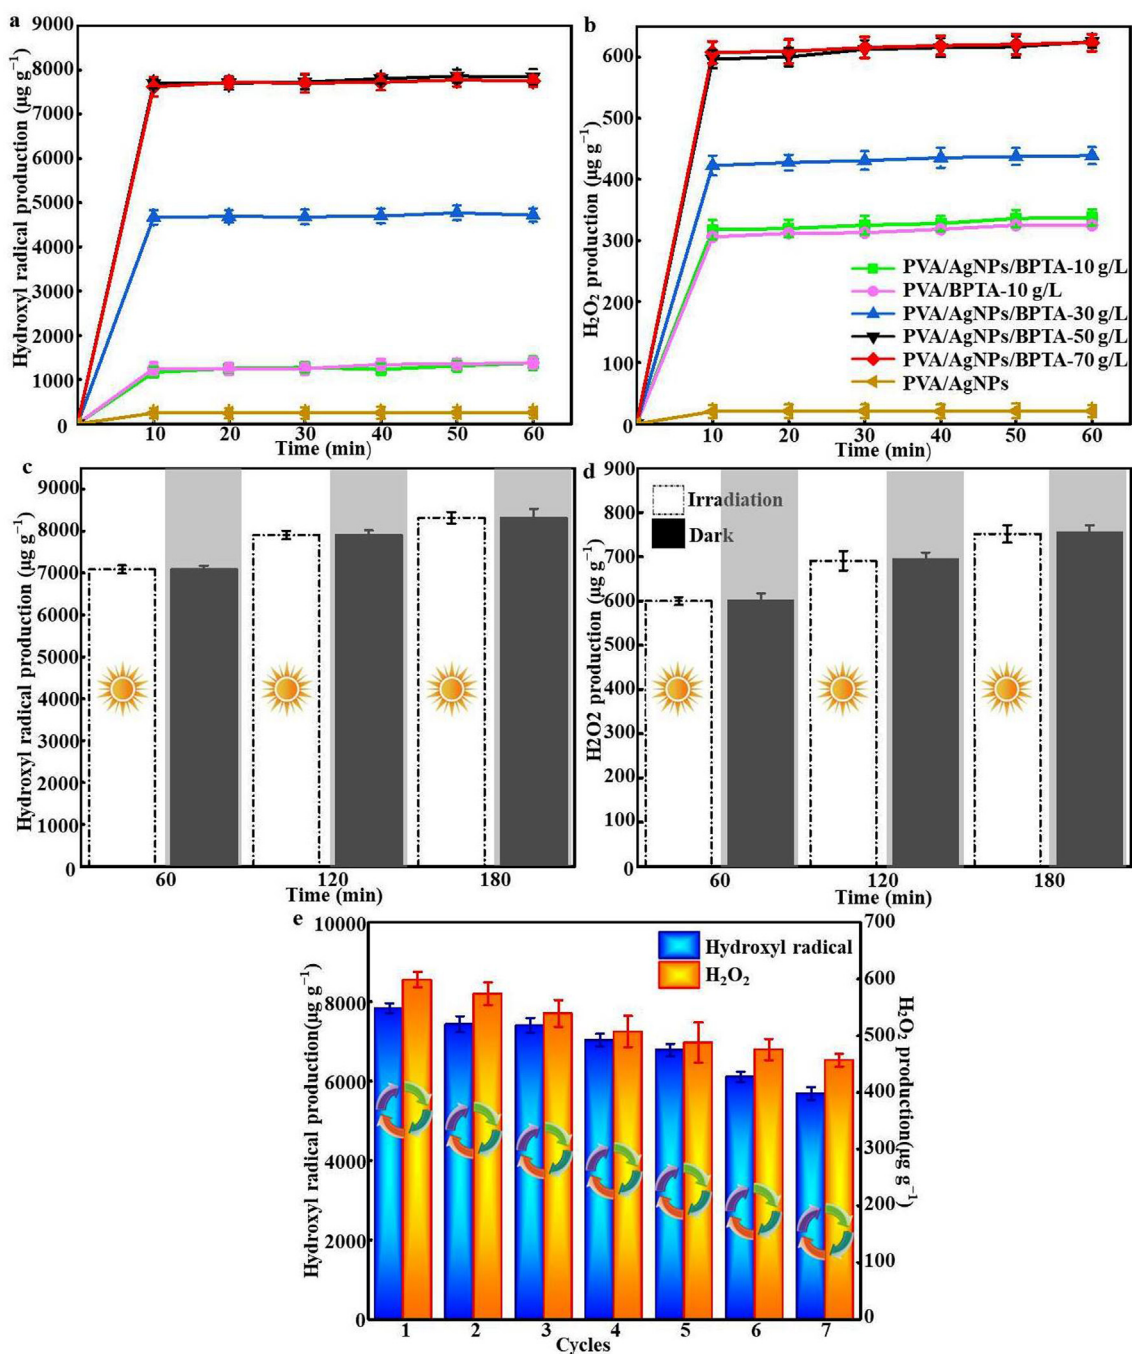 a
Hydroxyl radical production (µg g⁻¹)
9000
8000
7000
6000
5000
4000
3000
2000
1000
0
10 20 30 40 50 60
Time (min)
b
H₂O₂ production (µg g⁻¹)
600
500
400
300
200
100
0
PVA/AgNPs/BPTA-10 g/L
PVA/BPTA-10 g/L
PVA/AgNPs/BPTA-30 g/L
PVA/AgNPs/BPTA-50 g/L
PVA/AgNPs/BPTA-70 g/L
PVA/AgNPs
10 20 30 40 50 60
Time (min)
c
Hydroxyl radical production (µg g⁻¹)
9000
8000
7000
6000
5000
4000
3000
2000
1000
0
60 120 180
Time (min)
d
H2O2 production (µg g⁻¹)
900
800
700
600
500
400
300
200
100
0
Irradiation
Dark
60 120 180
Time (min)
e
Hydroxyl radical production(µg g⁻¹)
10000
8000
6000
4000
2000
0
Hydroxyl radical
H₂O₂
700
600
500
400
300
200
100
0
H₂O₂ production(µg g⁻¹)
1 2 3 4 5 6 7
Cycles